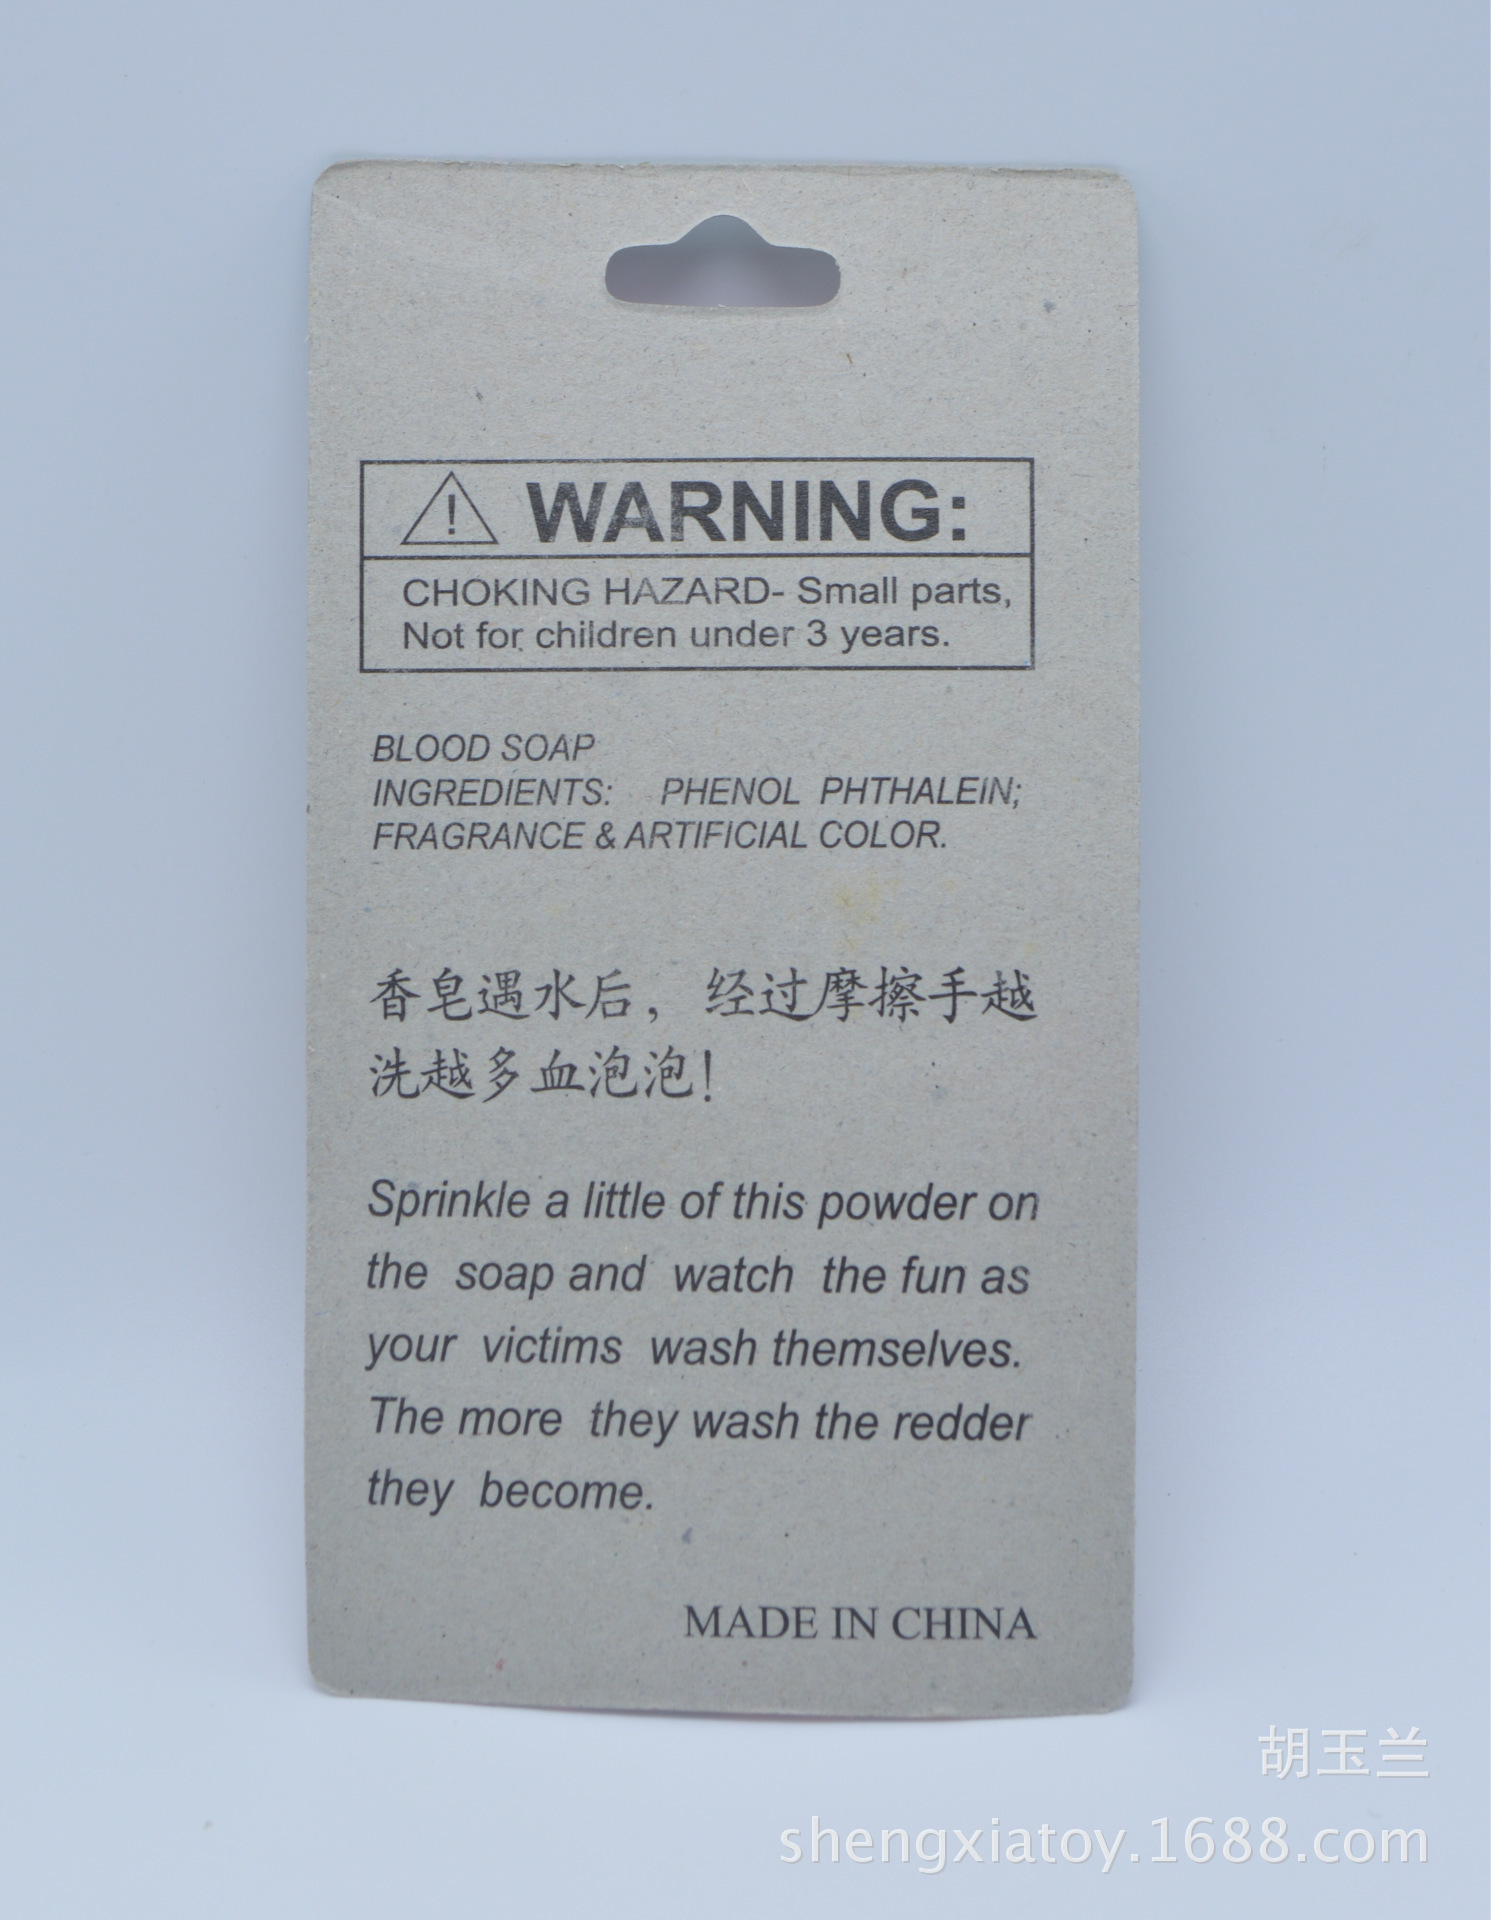 WARNING:
CHOKING HAZARD- Small parts,
Not for children under 3 years.
BLOOD SOAP
INGREDIENTS: PHENOL PHTHALEIN;
FRAGRANCE & ARTIFICIAL COLOR.
香皂遇水后，经过摩擦手越
洗越多血泡泡！
Sprinkle a little of this powder on
the soap and watch the fun as
your victims wash themselves.
The more they wash the redder
they become.
MADE IN CHINA
胡玉兰
shengxiatoy.1688.com